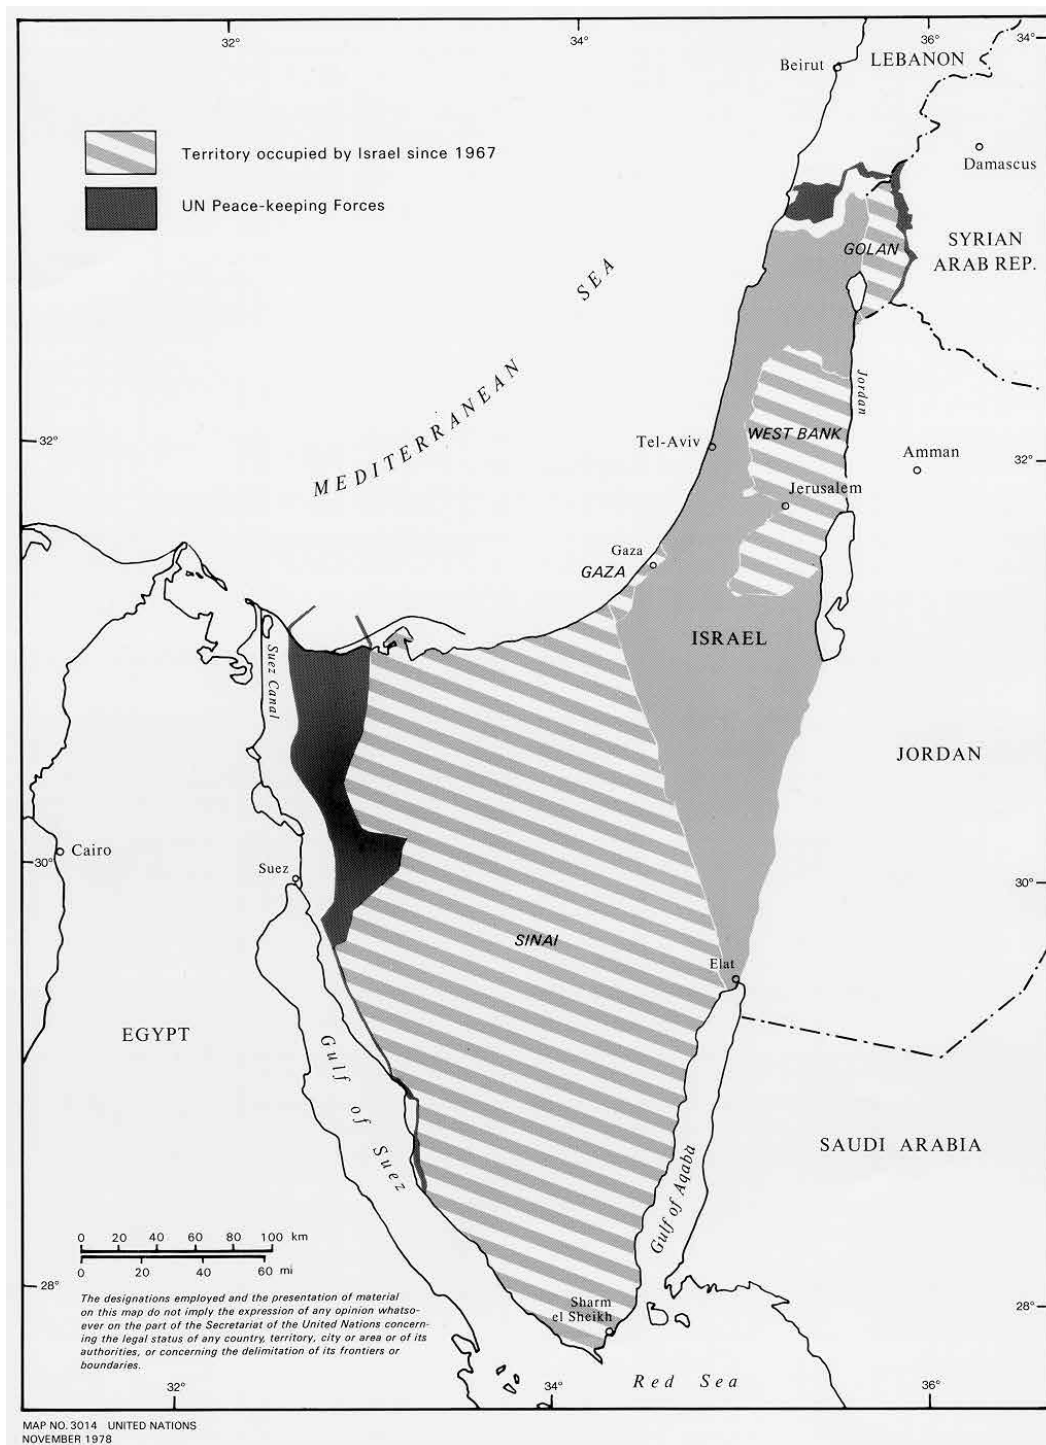 32°
34°
36°
34°
Beirut
LEBANON
Territory occupied by Israel since 1967
Damascus
UN Peace-keeping Forces
GOLAN
SYRIAN
ARAB REP.
SEA
MEDITERRANEAN
Jordan
32°
Tel-Aviv
WEST BANK
Amman
32°
Jerusalem
Gaza
GAZA
ISRAEL
Suez Canal
JORDAN
Cairo
30°
Suez
30°
SINAI
Elat
EGYPT
Gulf of Suez
SAUDI ARABIA
Gulf of Aqaba
0 20 40 60 80 100 km
0 20 40 60 mi
28°
Sharm
el Sheikh
28°
The designations employed and the presentation of material
on this map do not imply the expression of any opinion whatso-
ever on the part of the Secretariat of the United Nations concern-
ing the legal status of any country, territory, city or area or of its
authorities, or concerning the delimitation of its frontiers or
boundaries.
Red Sea
32°
34°
36°
MAP NO. 3014 UNITED NATIONS
NOVEMBER 1978